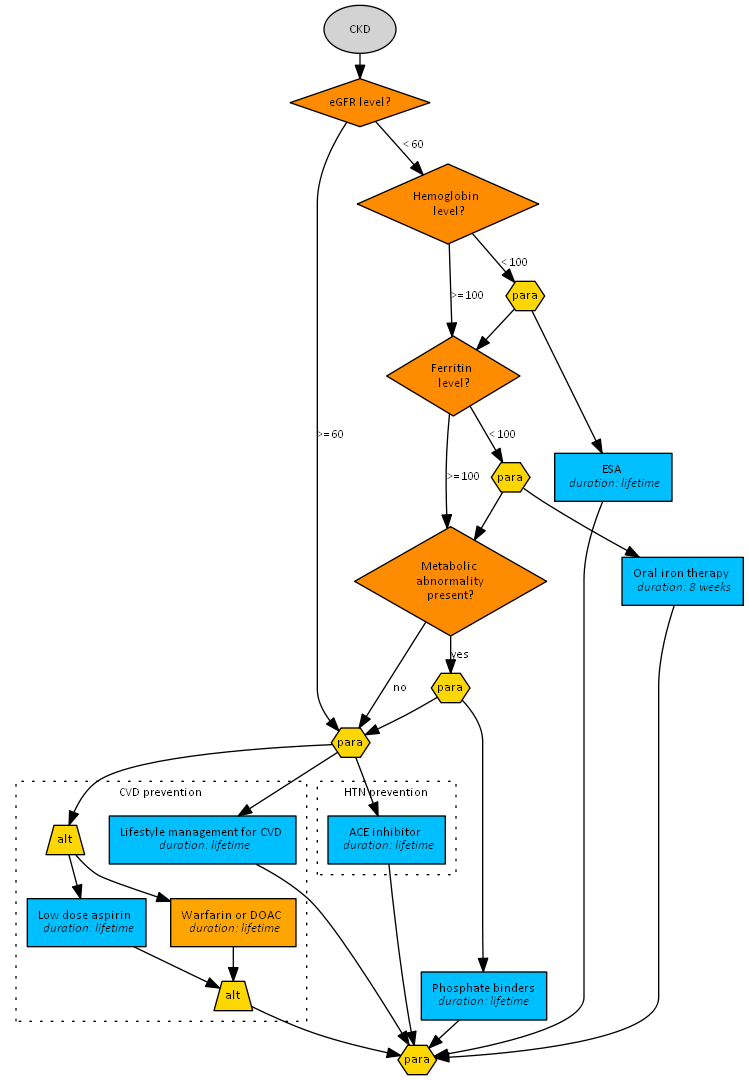 CKD
eGFR level?
< 60
Hemoglobin
level?
< 100
>= 100
para
Ferritin
level?
>= 60
< 100
>= 100
para
ESA
duration: lifetime
Metabolic
abnormality
present?
Oral iron therapy
duration: 8 weeks
yes
no
para
para
CVD prevention
HTN prevention
alt
Lifestyle management for CVD
duration: lifetime
ACE inhibitor
duration: lifetime
Low dose aspirin
duration: lifetime
Warfarin or DOAC
duration: lifetime
alt
Phosphate binders
duration: lifetime
para